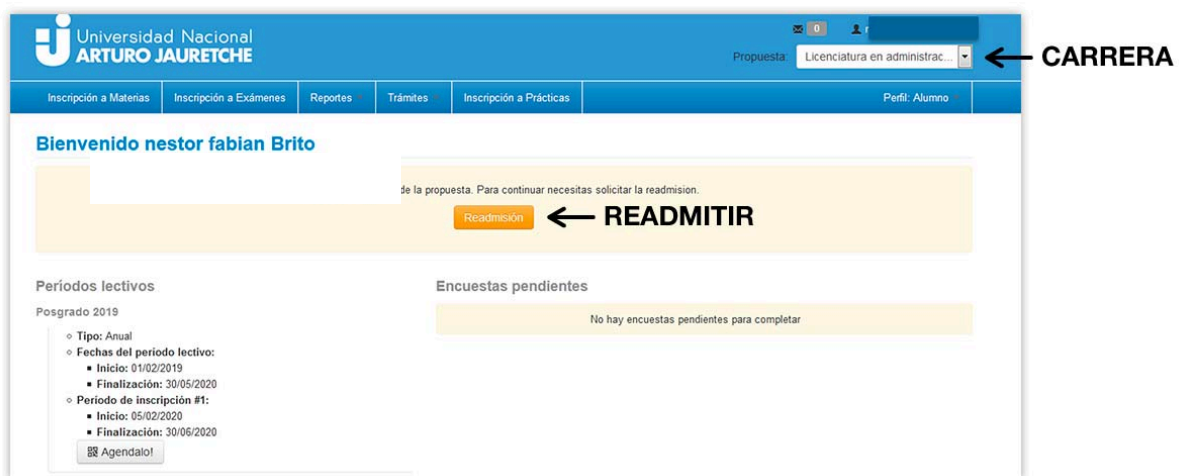 Universidad Nacional
ARTURO JAURETCHE
0
Propuesta: Licenciatura en administrac...
CARRERA
Inscripción a Materias Inscripción a Exámenes Reportes Trámites Inscripción a Prácticas Perfil: Alumno
Bienvenido nestor fabian Brito
de la propuesta. Para continuar necesitas solicitar la readmision.
Readmisión
READMITIR
Períodos lectivos
Encuestas pendientes
Posgrado 2019
No hay encuestas pendientes para completar
Tipo: Anual
Fechas del periodo lectivo:
Inicio: 01/02/2019
Finalización: 30/05/2020
Periodo de inscripción #1:
Inicio: 05/02/2020
Finalización: 30/06/2020
Agendalo!